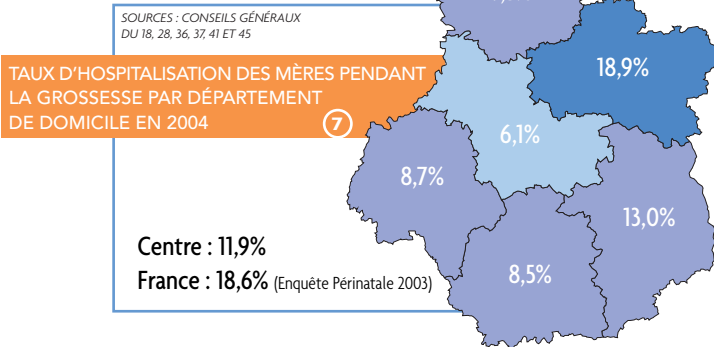 SOURCES : CONSEILS GÉNÉRAUX
DU 18, 28, 36, 37, 41 ET 45
TAUX D'HOSPITALISATION DES MÈRES PENDANT
LA GROSSESSE PAR DÉPARTEMENT
DE DOMICILE EN 2004
7
18,9%
6,1%
8,7%
13,0%
8,5%
Centre : 11,9%
France : 18,6% (Enquête Périnatale 2003)